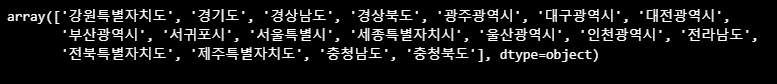 array(['강원특별자치도', '경기도', '경상남도', '경상북도', '광주광역시', '대구광역시', '대전광역시',
'부산광역시', '서귀포시', '서울특별시', '세종특별자치시', '울산광역시', '인천광역시', '전라남도',
'전북특별자치도', '제주특별자치도', '충청남도', '충청북도'], dtype=object)